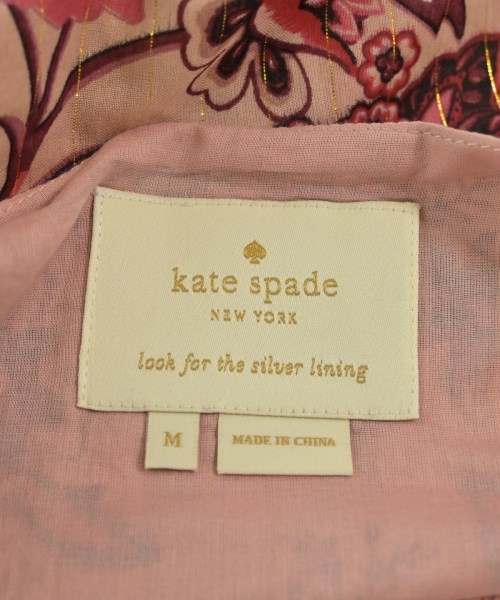 kate spade
NEW YORK
look for the silver lining
M
MADE IN CHINA